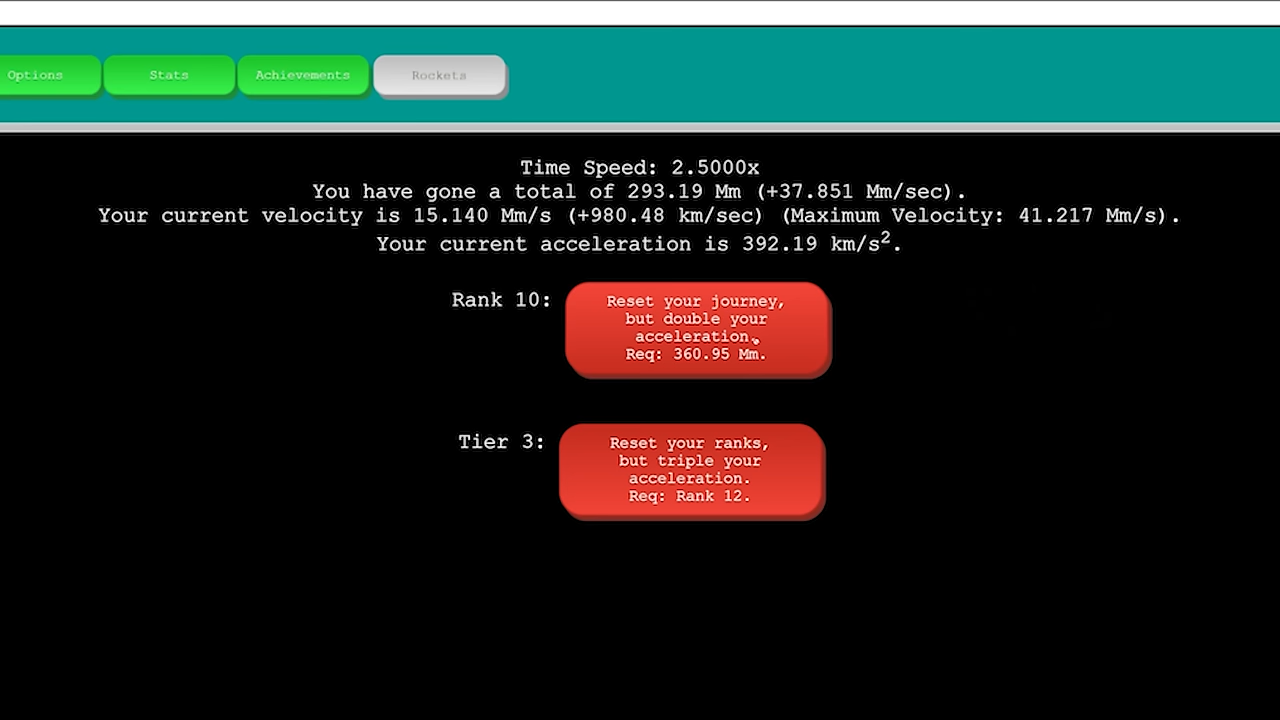 Options Stats Achievements Rockets
Time Speed: 2.5000x
You have gone a total of 293.19 Mm (+37.851 Mm/sec).
Your current velocity is 15.140 Mm/s (+980.48 km/sec) (Maximum Velocity: 41.217 Mm/s).
Your current acceleration is 392.19 km/s².
Rank 10:
Reset your journey,
but double your
acceleration.
Req: 360.95 Mm.
Tier 3:
Reset your ranks,
but triple your
acceleration.
Req: Rank 12.